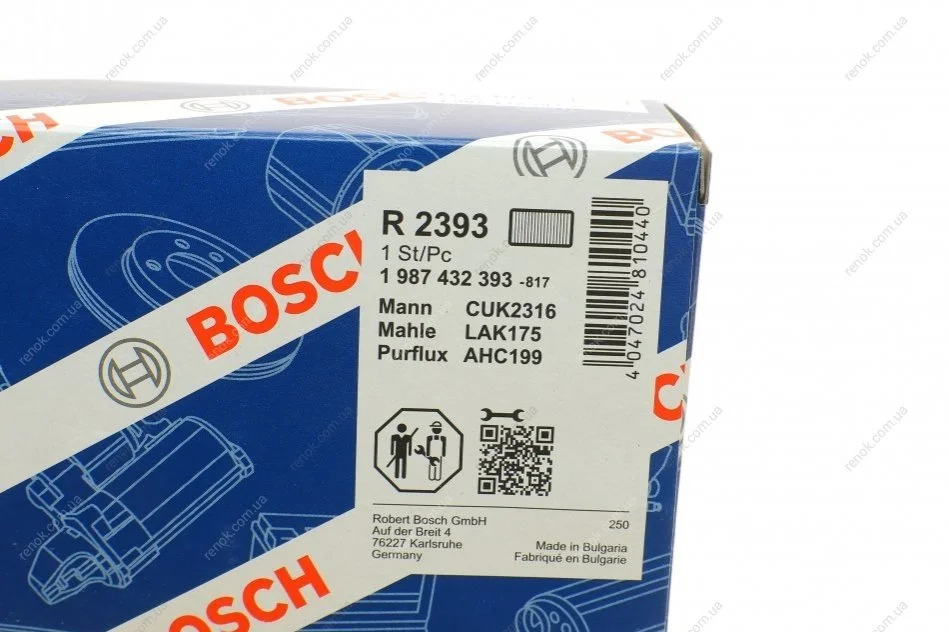 BOSCH
BOSCH
R 2393
1 St/Pc
1 987 432 393 -817
Mann CUK2316
Mahle LAK175
Purflux AHC199
4 047024 810440
BOSCH
Robert Bosch GmbH
Auf der Breit 4
76227 Karlsruhe
Germany
250
Made in Bulgaria
Fabriqué en Bulgarie
OSCH
renok.com.ua